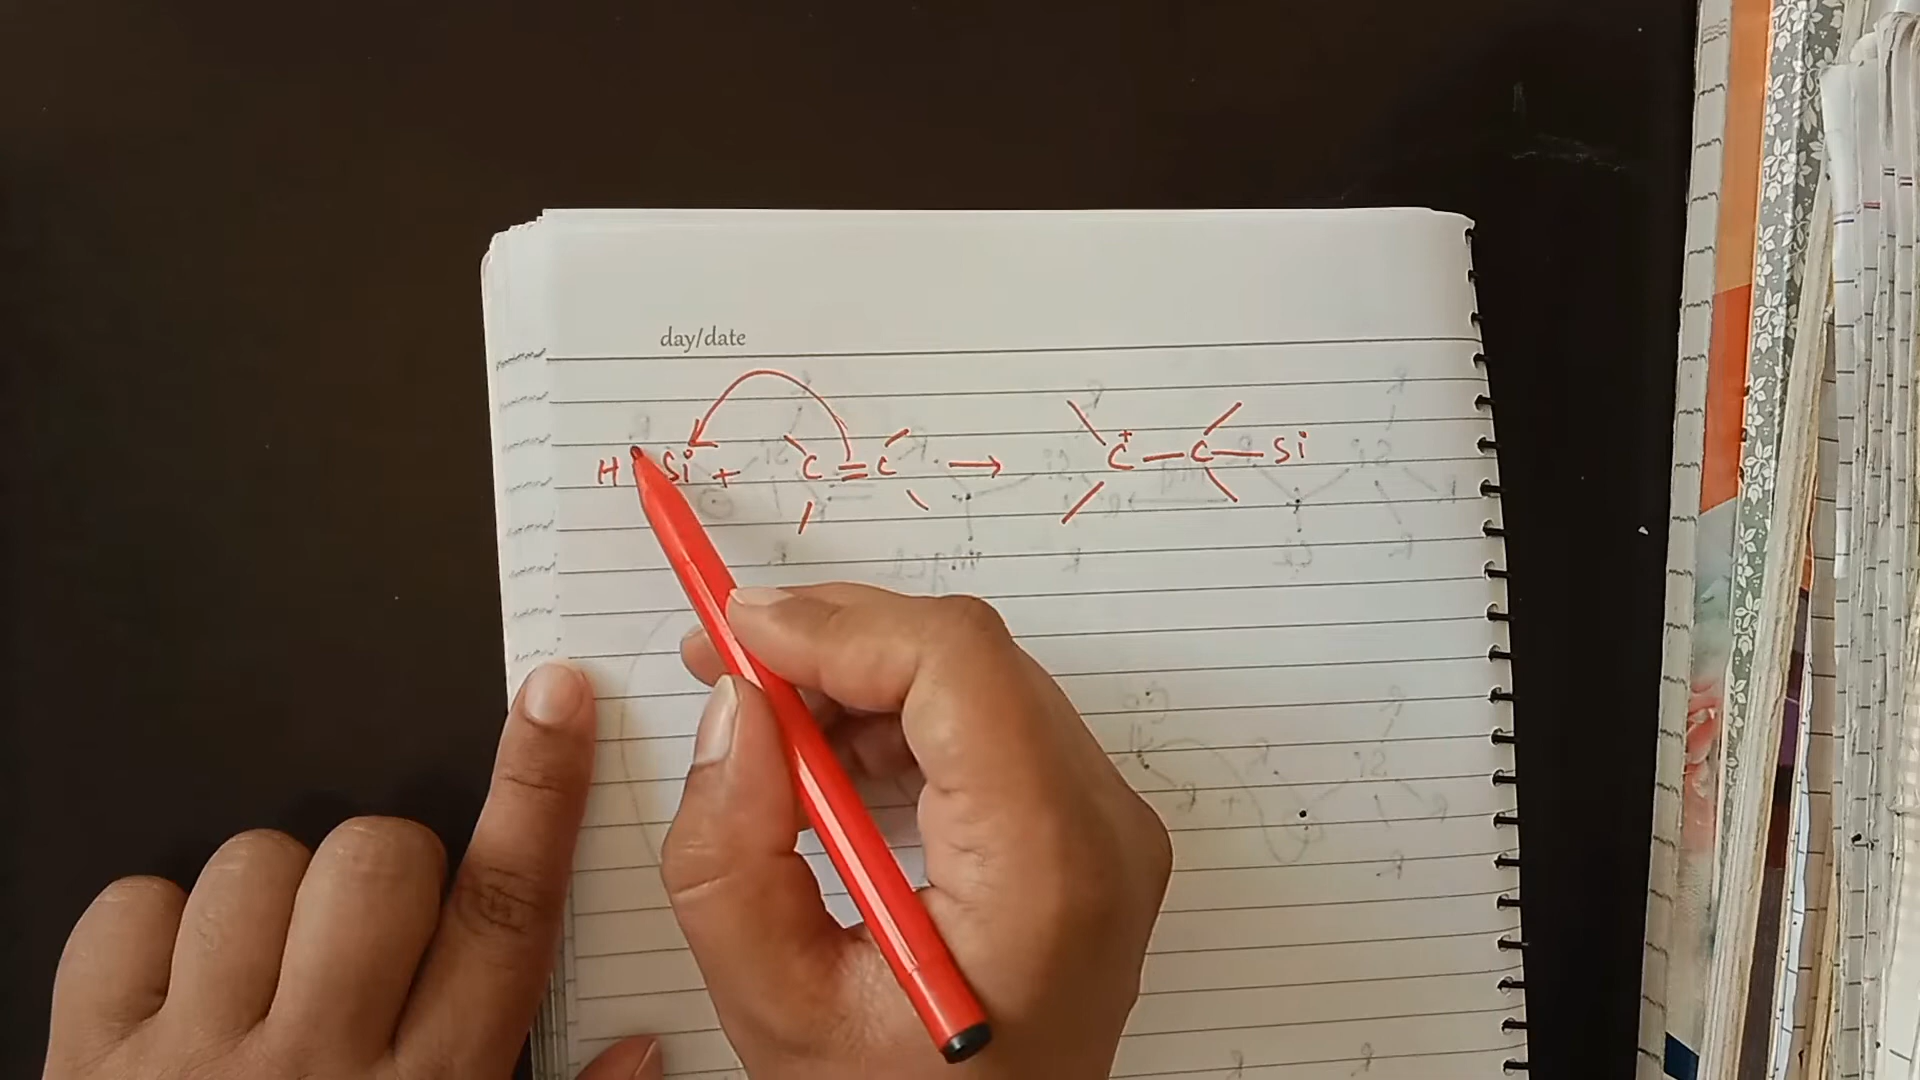 day/date
H Si + C = C → C⁺ — C — Si